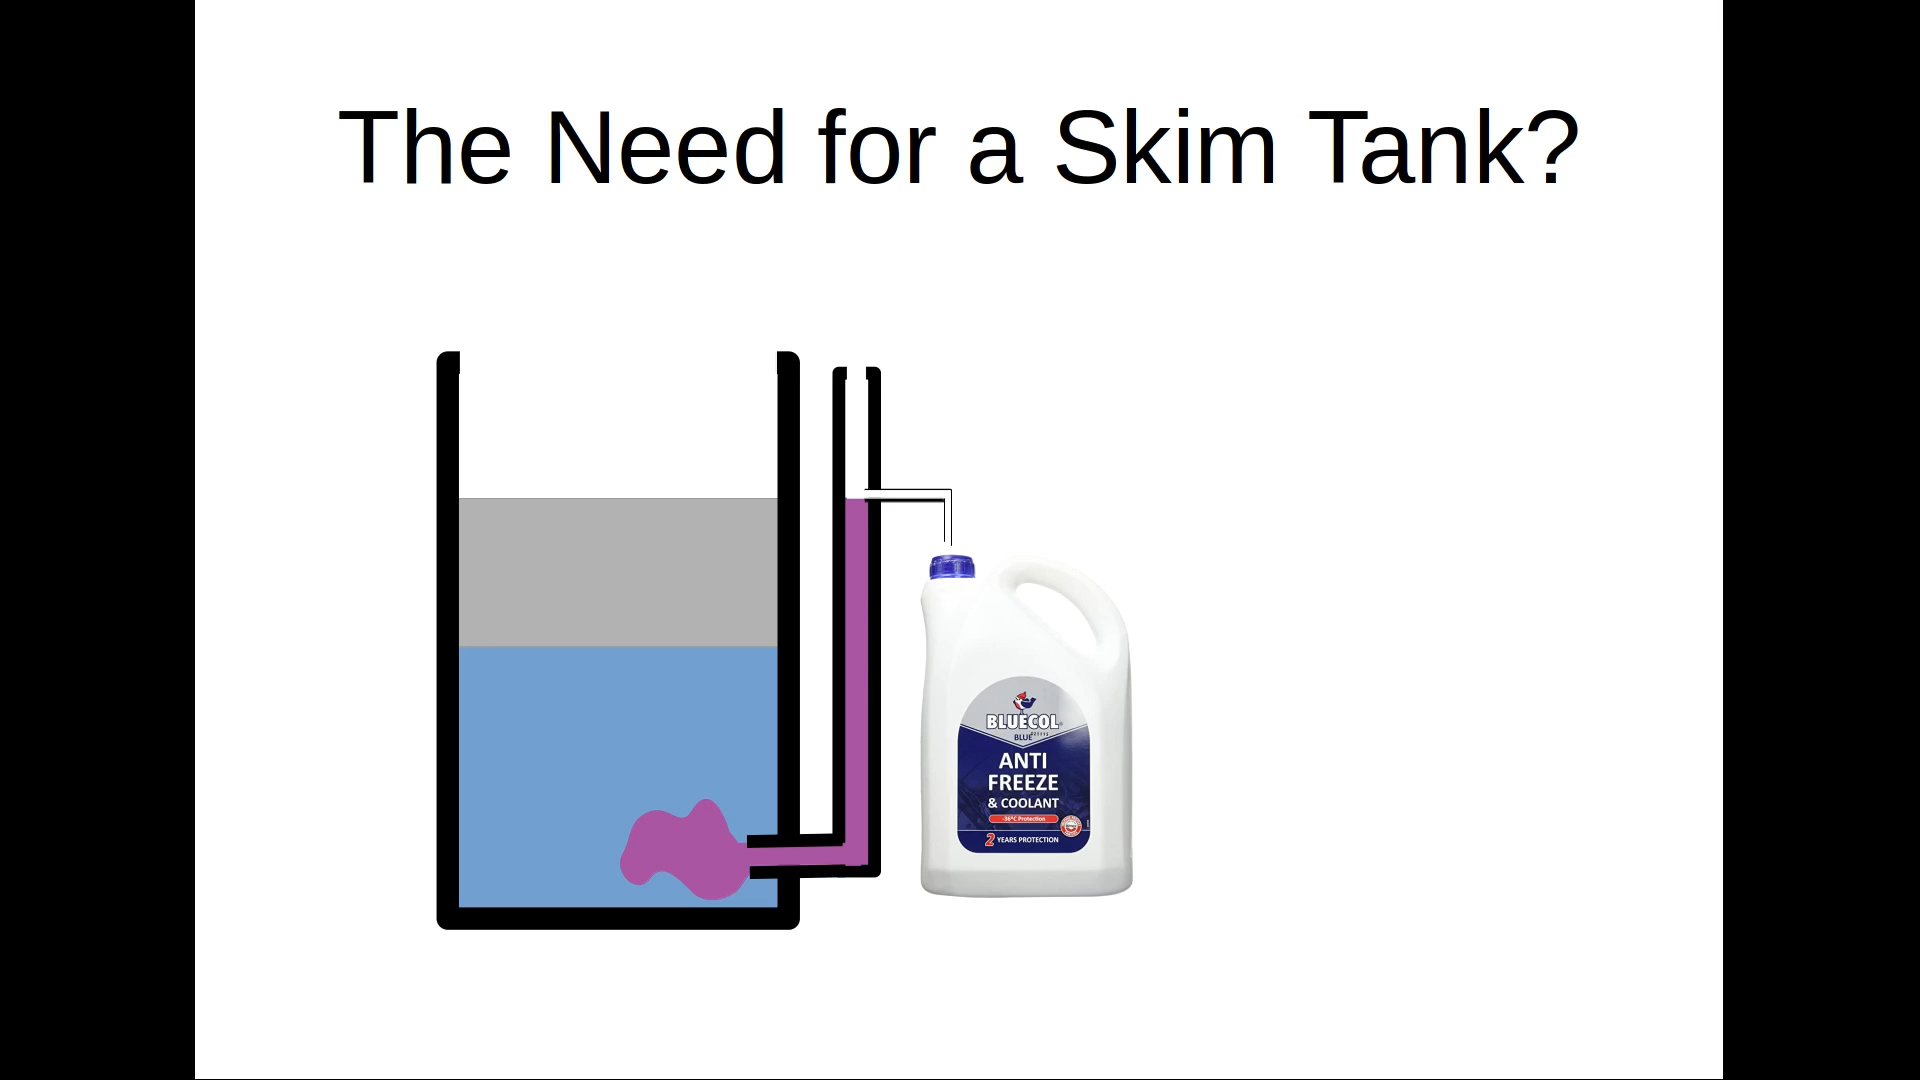 The Need for a Skim Tank?
BLUECOL
BLUE
ANTI
FREEZE
& COOLANT
-36°C Protection
2 YEARS PROTECTION